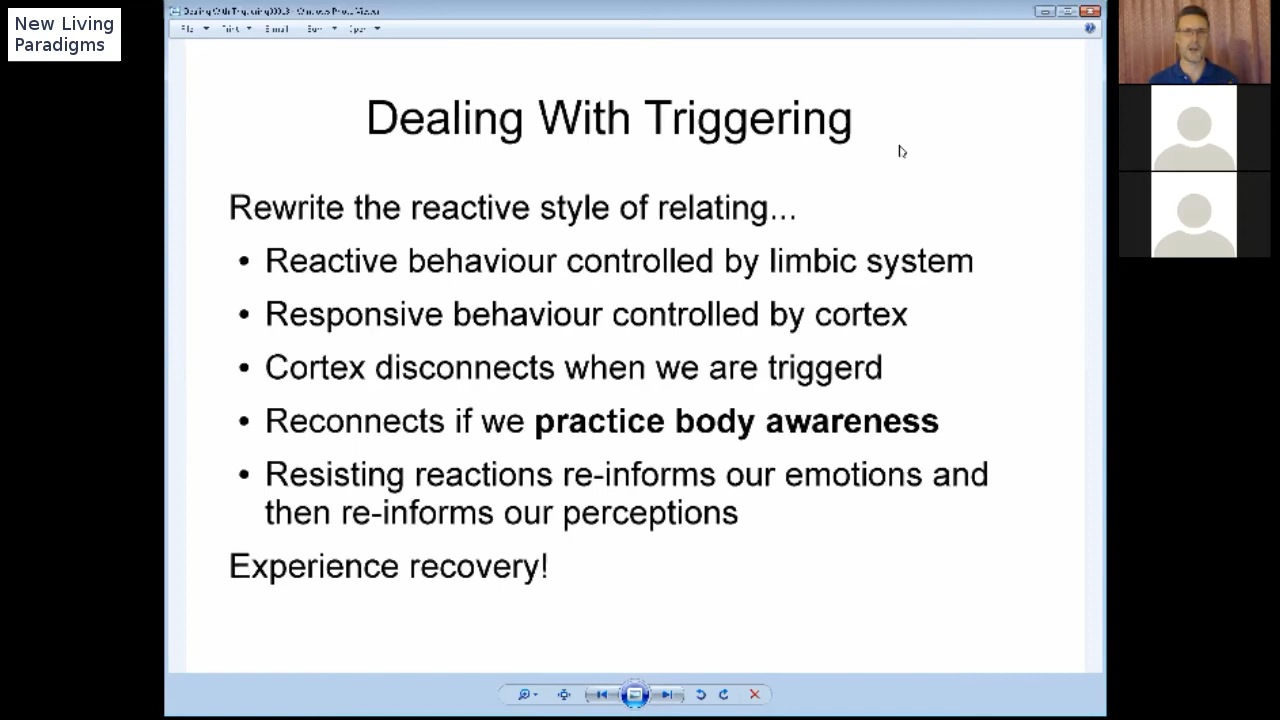 New Living
Paradigms
Dealing With Triggering
Rewrite the reactive style of relating...
• Reactive behaviour controlled by limbic system
• Responsive behaviour controlled by cortex
• Cortex disconnects when we are triggerd
• Reconnects if we practice body awareness
• Resisting reactions re-informs our emotions and
then re-informs our perceptions
Experience recovery!